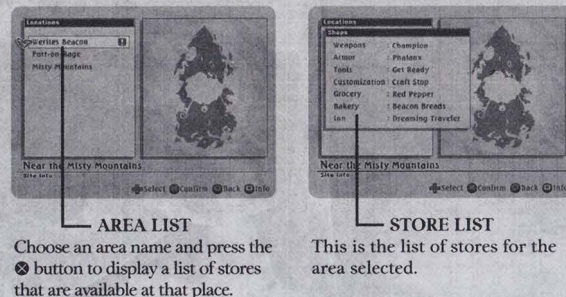 Locations
Werites Beacon
Port-on-Rage
Misty Mountains
Near the Misty Mountains
Site Info
Select Confirm Back Info
AREA LIST
Choose an area name and press the
⊗ button to display a list of stores
that are available at that place.
Locations
Shops
Weapons : Champion
Armor : Phalanx
Tools : Get Ready
Customization : Craft Stop
Grocery : Red Pepper
Bakery : Beacon Breads
Inn : Dreaming Traveler
Near the Misty Mountains
Site Info
Select Confirm Back Info
STORE LIST
This is the list of stores for the
area selected.